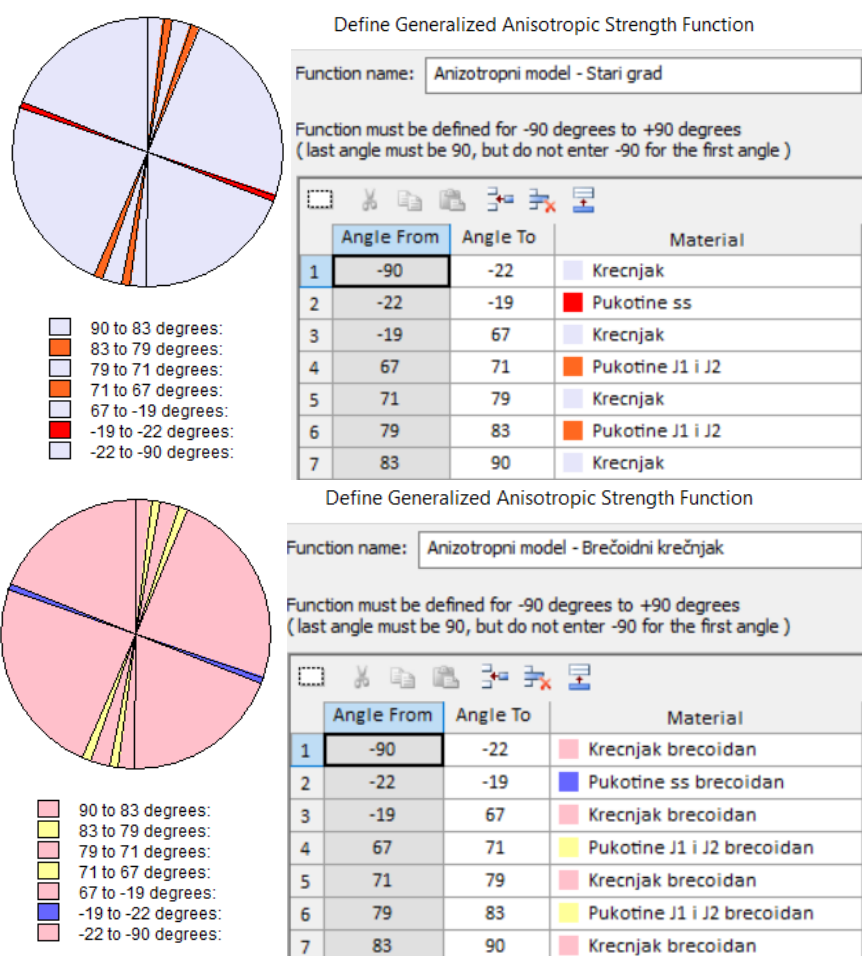 Define Generalized Anisotropic Strength Function
Function name: Anizotropni model - Stari grad
Function must be defined for -90 degrees to +90 degrees
( last angle must be 90, but do not enter -90 for the first angle )
Angle From Angle To Material
1 -90 -22 Krecnjak
2 -22 -19 Pukotine ss
3 -19 67 Krecnjak
4 67 71 Pukotine J1 i J2
5 71 79 Krecnjak
6 79 83 Pukotine J1 i J2
7 83 90 Krecnjak
90 to 83 degrees:
83 to 79 degrees:
79 to 71 degrees:
71 to 67 degrees:
67 to -19 degrees:
-19 to -22 degrees:
-22 to -90 degrees:
Define Generalized Anisotropic Strength Function
Function name: Anizotropni model - Brečoidni krečnjak
Function must be defined for -90 degrees to +90 degrees
( last angle must be 90, but do not enter -90 for the first angle )
Angle From Angle To Material
1 -90 -22 Krecnjak brecoidan
2 -22 -19 Pukotine ss brecoidan
3 -19 67 Krecnjak brecoidan
4 67 71 Pukotine J1 i J2 brecoidan
5 71 79 Krecnjak brecoidan
6 79 83 Pukotine J1 i J2 brecoidan
7 83 90 Krecnjak brecoidan
90 to 83 degrees:
83 to 79 degrees:
79 to 71 degrees:
71 to 67 degrees:
67 to -19 degrees:
-19 to -22 degrees:
-22 to -90 degrees: